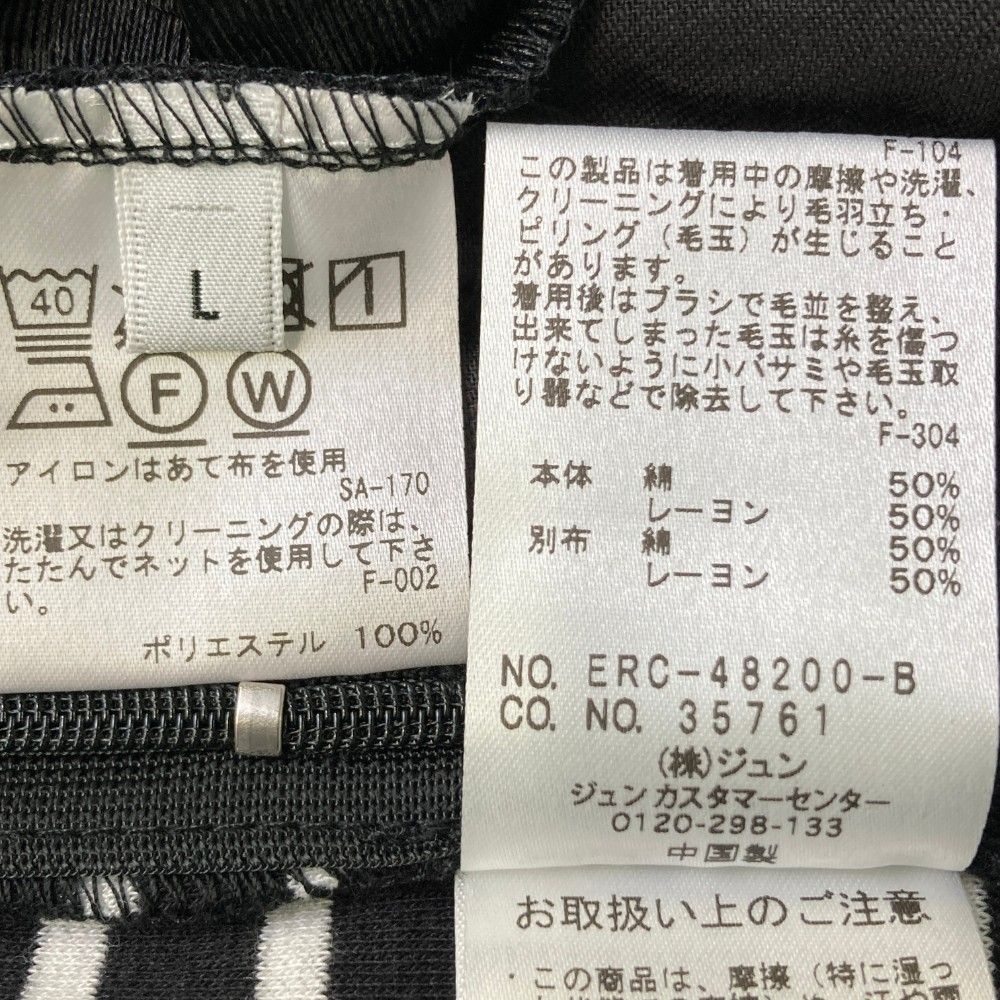 L
40
F
W
アイロンはあて布を使用
SA-170
洗濯又はクリーニングの際は、
たたんでネットを使用して下さ
い。
F-002
ポリエステル 100%
F-104
この製品は着用中の摩擦や洗濯、
クリーニングにより毛羽立ち・
ピリング（毛玉）が生じること
があります。
着用後はブラシで毛並を整え、
出来てしまった毛玉は糸を傷つ
けないように小バサミや毛玉取
り器などで除去して下さい。
F-304
本体 綿 50%
レーヨン 50%
別布 綿 50%
レーヨン 50%
NO. ERC-48200-B
CO. NO. 35761
(株)ジュン
ジュンカスタマーセンター
0120-298-133
中国製
お取扱い上のご注意
・この商品は、摩擦（特に湿っ